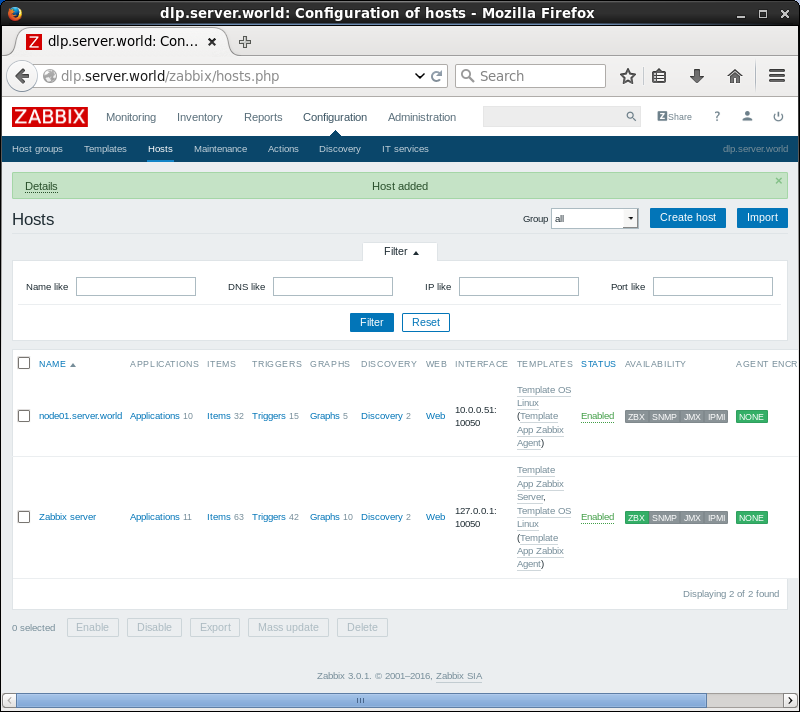 dlp.server.world: Configuration of hosts - Mozilla Firefox
Z dlp.server.world: Con...
dlp.server.world/zabbix/hosts.php
Search
ZABBIX Monitoring Inventory Reports Configuration Administration Z Share ?
Host groups Templates Hosts Maintenance Actions Discovery IT services dlp.server.world
Details Host added
Hosts Group all Create host Import
Filter
Name like DNS like IP like Port like
Filter Reset
NAME APPLICATIONS ITEMS TRIGGERS GRAPHS DISCOVERY WEB INTERFACE TEMPLATES STATUS AVAILABILITY AGENT ENCR
node01.server.world Applications 10 Items 32 Triggers 15 Graphs 5 Discovery 2 Web
10.0.0.51:
10050
Template OS
Linux
(Template
App Zabbix
Agent)
Enabled ZBX SNMP JMX IPMI NONE
Zabbix server Applications 11 Items 63 Triggers 42 Graphs 10 Discovery 2 Web
127.0.0.1:
10050
Template
App Zabbix
Server,
Template OS
Linux
(Template
App Zabbix
Agent)
Enabled ZBX SNMP JMX IPMI NONE
Displaying 2 of 2 found
0 selected Enable Disable Export Mass update Delete
Zabbix 3.0.1. © 2001–2016, Zabbix SIA